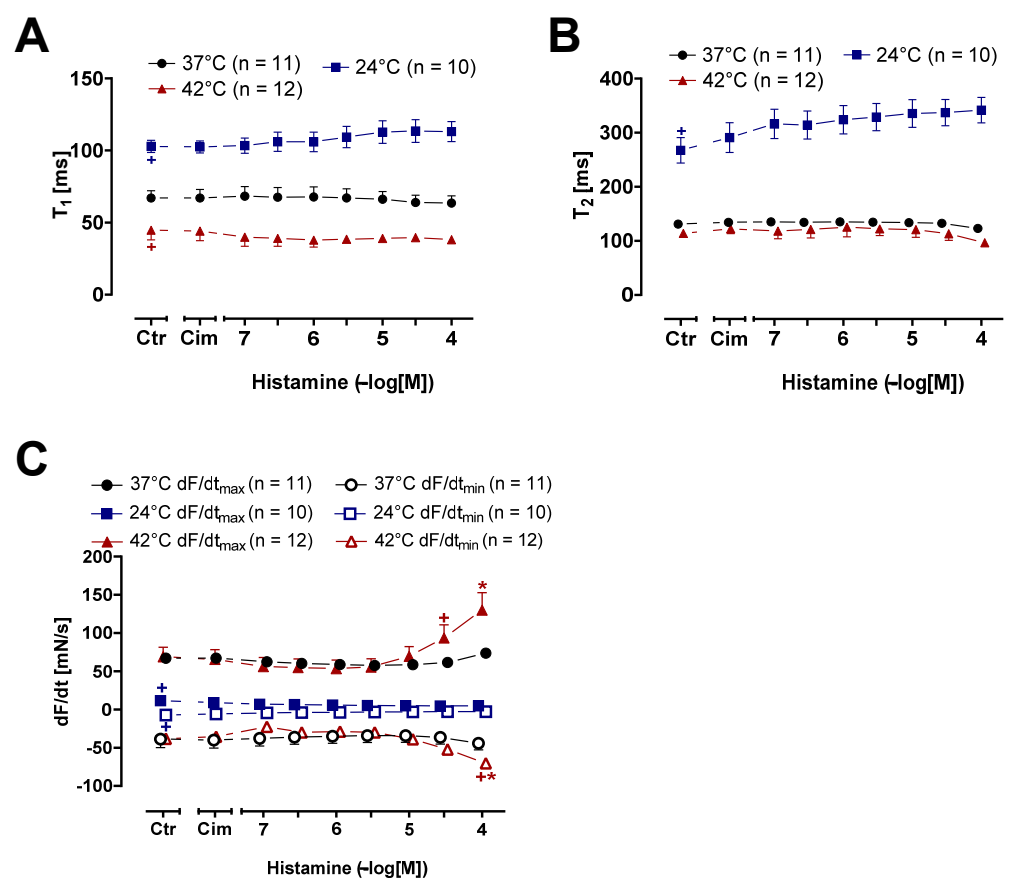 A
37°C (n = 11)
24°C (n = 10)
42°C (n = 12)
150
100
50
0
T1 [ms]
+
+
Ctr Cim 7 6 5 4
Histamine (–log[M])
B
37°C (n = 11)
24°C (n = 10)
42°C (n = 12)
400
300
200
100
0
T2 [ms]
+
Ctr Cim 7 6 5 4
Histamine (–log[M])
C
37°C dF/dtmax (n = 11)
37°C dF/dtmin (n = 11)
24°C dF/dtmax (n = 10)
24°C dF/dtmin (n = 10)
42°C dF/dtmax (n = 12)
42°C dF/dtmin (n = 12)
200
150
100
50
0
-50
-100
dF/dt [mN/s]
*
+
+
+
+*
Ctr Cim 7 6 5 4
Histamine (–log[M])